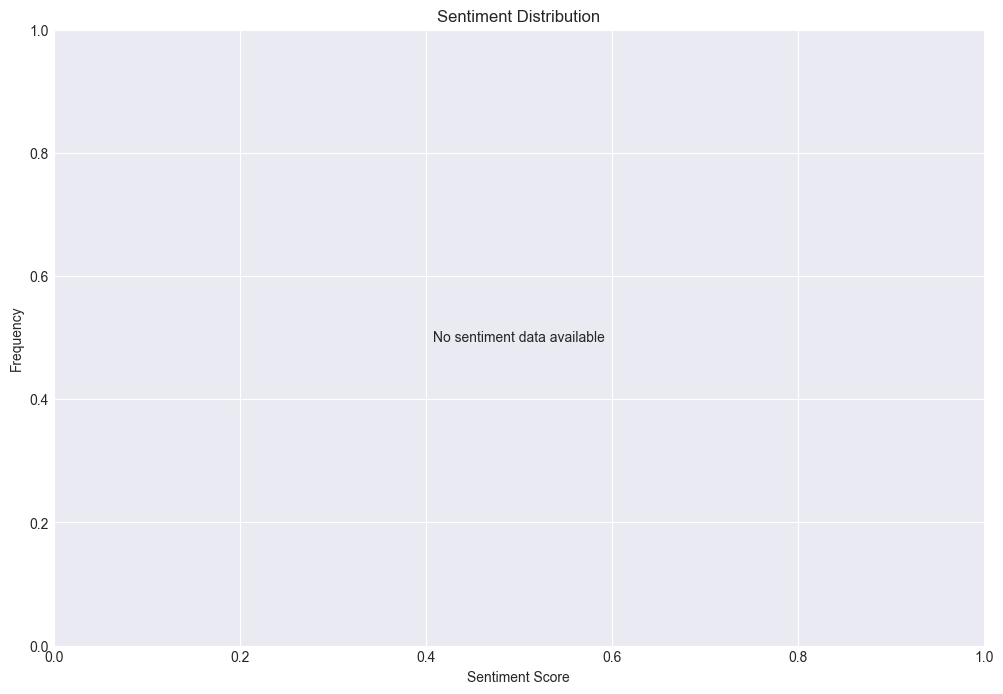 Sentiment Distribution
1.0
0.8
0.6
No sentiment data available
Frequency
0.4
0.2
0.0
0.0 0.2 0.4 0.6 0.8 1.0
Sentiment Score